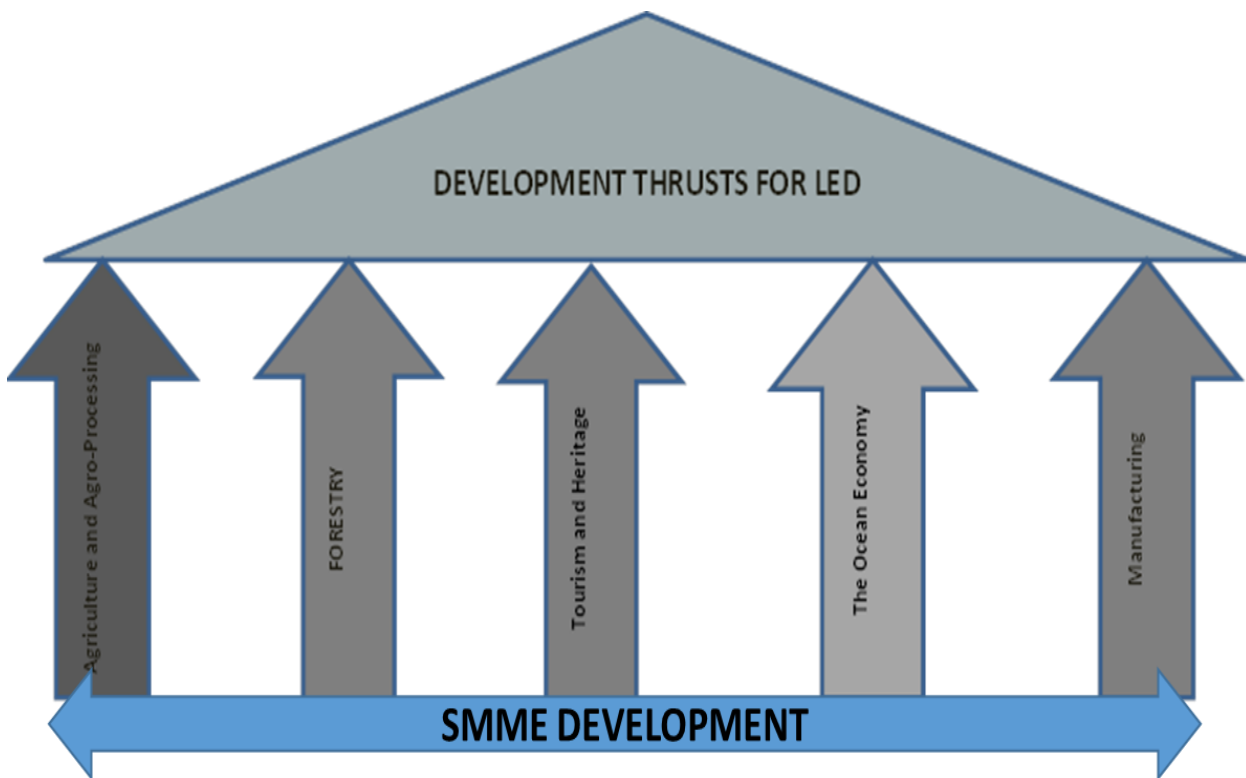 DEVELOPMENT THRUSTS FOR LED
Agriculture and Agro-Processing
FORESTRY
Tourism and Heritage
The Ocean Economy
Manufacturing
SMME DEVELOPMENT